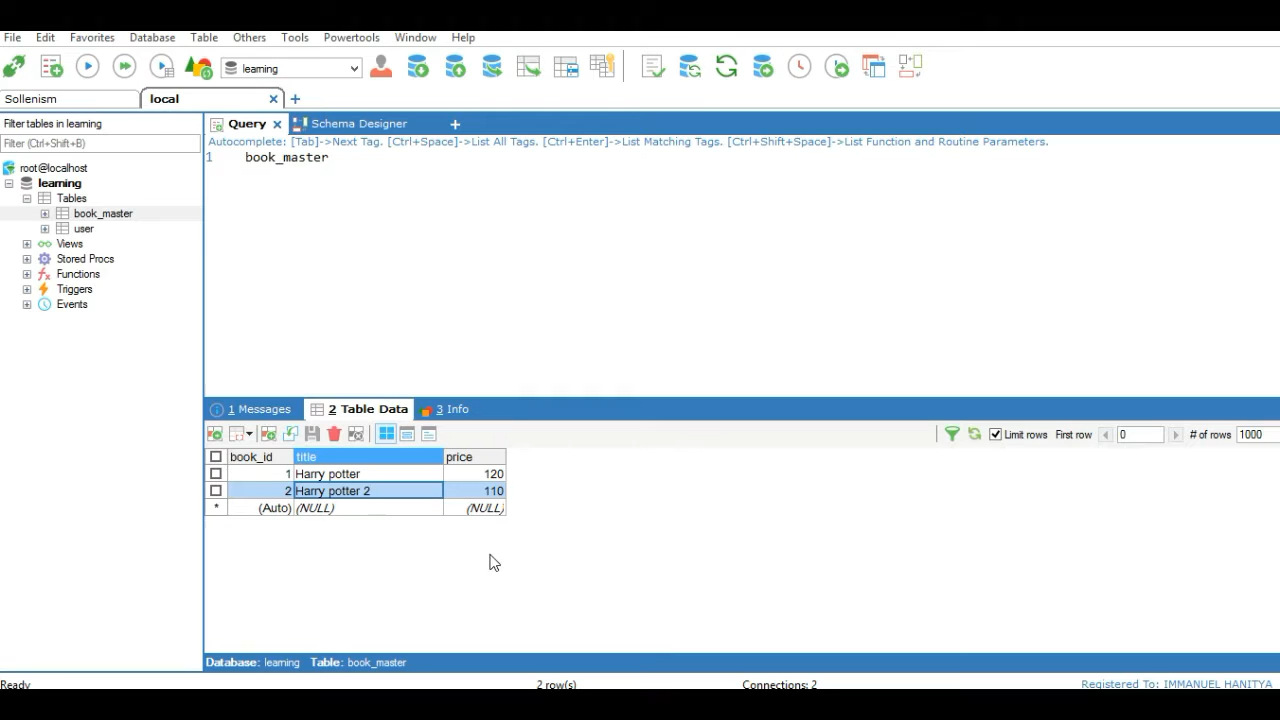 File Edit Favorites Database Table Others Tools Powertools Window Help
learning
Sollenism local
Filter tables in learning
Filter (Ctrl+Shift+B)
root@localhost
learning
Tables
book_master
user
Views
Stored Procs
Functions
Triggers
Events
Query Schema Designer
Autocomplete: [Tab]->Next Tag. [Ctrl+Space]->List All Tags. [Ctrl+Enter]->List Matching Tags. [Ctrl+Shift+Space]->List Function and Routine Parameters.
1 book_master
1 Messages 2 Table Data 3 Info
Limit rows First row 0 # of rows 1000
book_id title price
1 Harry potter 120
2 Harry potter 2 110
* (Auto) (NULL) (NULL)
Database: learning Table: book_master
Ready 2 row(s) Connections: 2 Registered To: IMMANUEL HANITYA